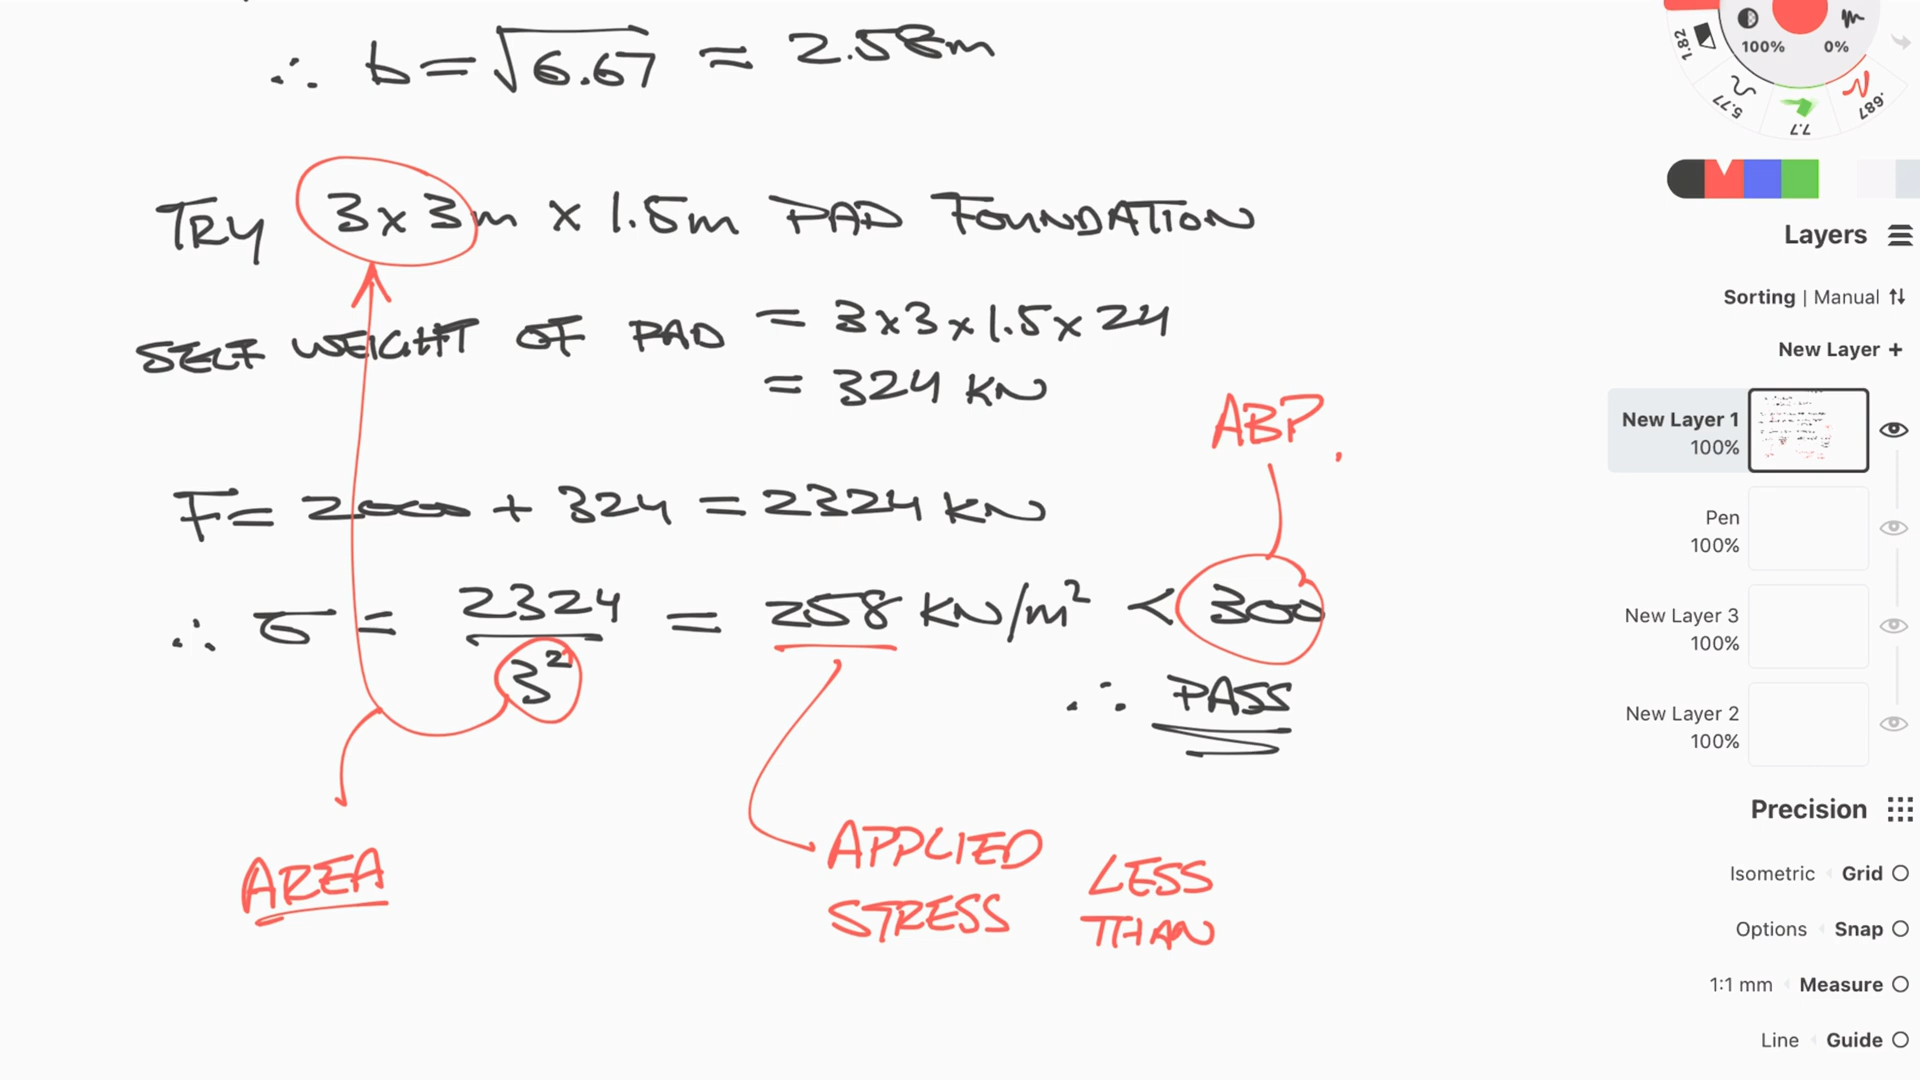 ∴ b = √6.67 = 2.58m
TRY 3 x 3m x 1.5m PAD FOUNDATION
SELF WEIGHT OF PAD = 3x3x1.5x24
= 324 KN
ABP.
F = 2000 + 324 = 2324 KN
∴ σ = 2324 / 3² = 258 KN/m² < 300
∴ PASS
AREA
APPLIED STRESS
LESS THAN
100%
0%
1.82
5.77
7.7
.687
Layers
Sorting | Manual
New Layer +
New Layer 1
100%
Pen
100%
New Layer 3
100%
New Layer 2
100%
Precision
Isometric Grid
Options Snap
1:1 mm Measure
Line Guide